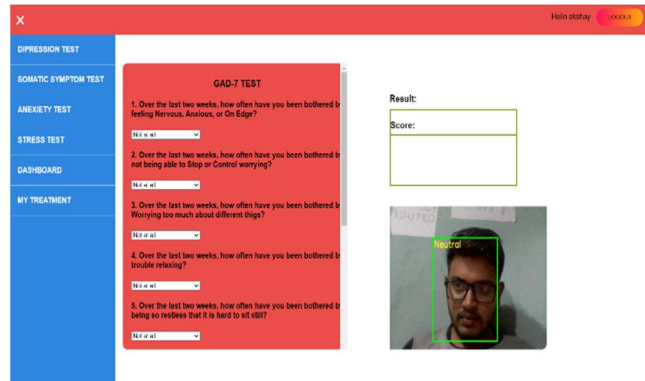 Hello akshay
LOGOUT
DIPRESSION TEST
SOMATIC SYMPTOM TEST
ANEXIETY TEST
STRESS TEST
DASHBOARD
MY TREATMENT
GAD-7 TEST
1. Over the last two weeks, how often have you been bothered by
feeling Nervous, Anxious, or On Edge?
Not at all
2. Over the last two weeks, how often have you been bothered by
not being able to Stop or Control worrying?
Not at all
3. Over the last two weeks, how often have you been bothered by
Worrying too much about different thigs?
Not at all
4. Over the last two weeks, how often have you been bothered by
trouble relaxing?
Not at all
5. Over the last two weeks, how often have you been bothered by
being so restless that it is hard to sit still?
Not at all
Result:
Score:
Neutral